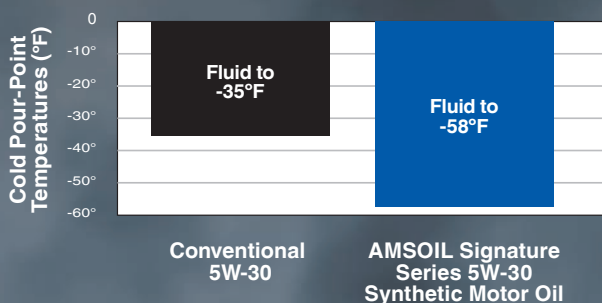 Cold Pour-Point
Temperatures (°F)
0
-10°
-20°
-30°
-40°
-50°
-60°
Fluid to
-35°F
Fluid to
-58°F
Conventional
5W-30
AMSOIL Signature
Series 5W-30
Synthetic Motor Oil